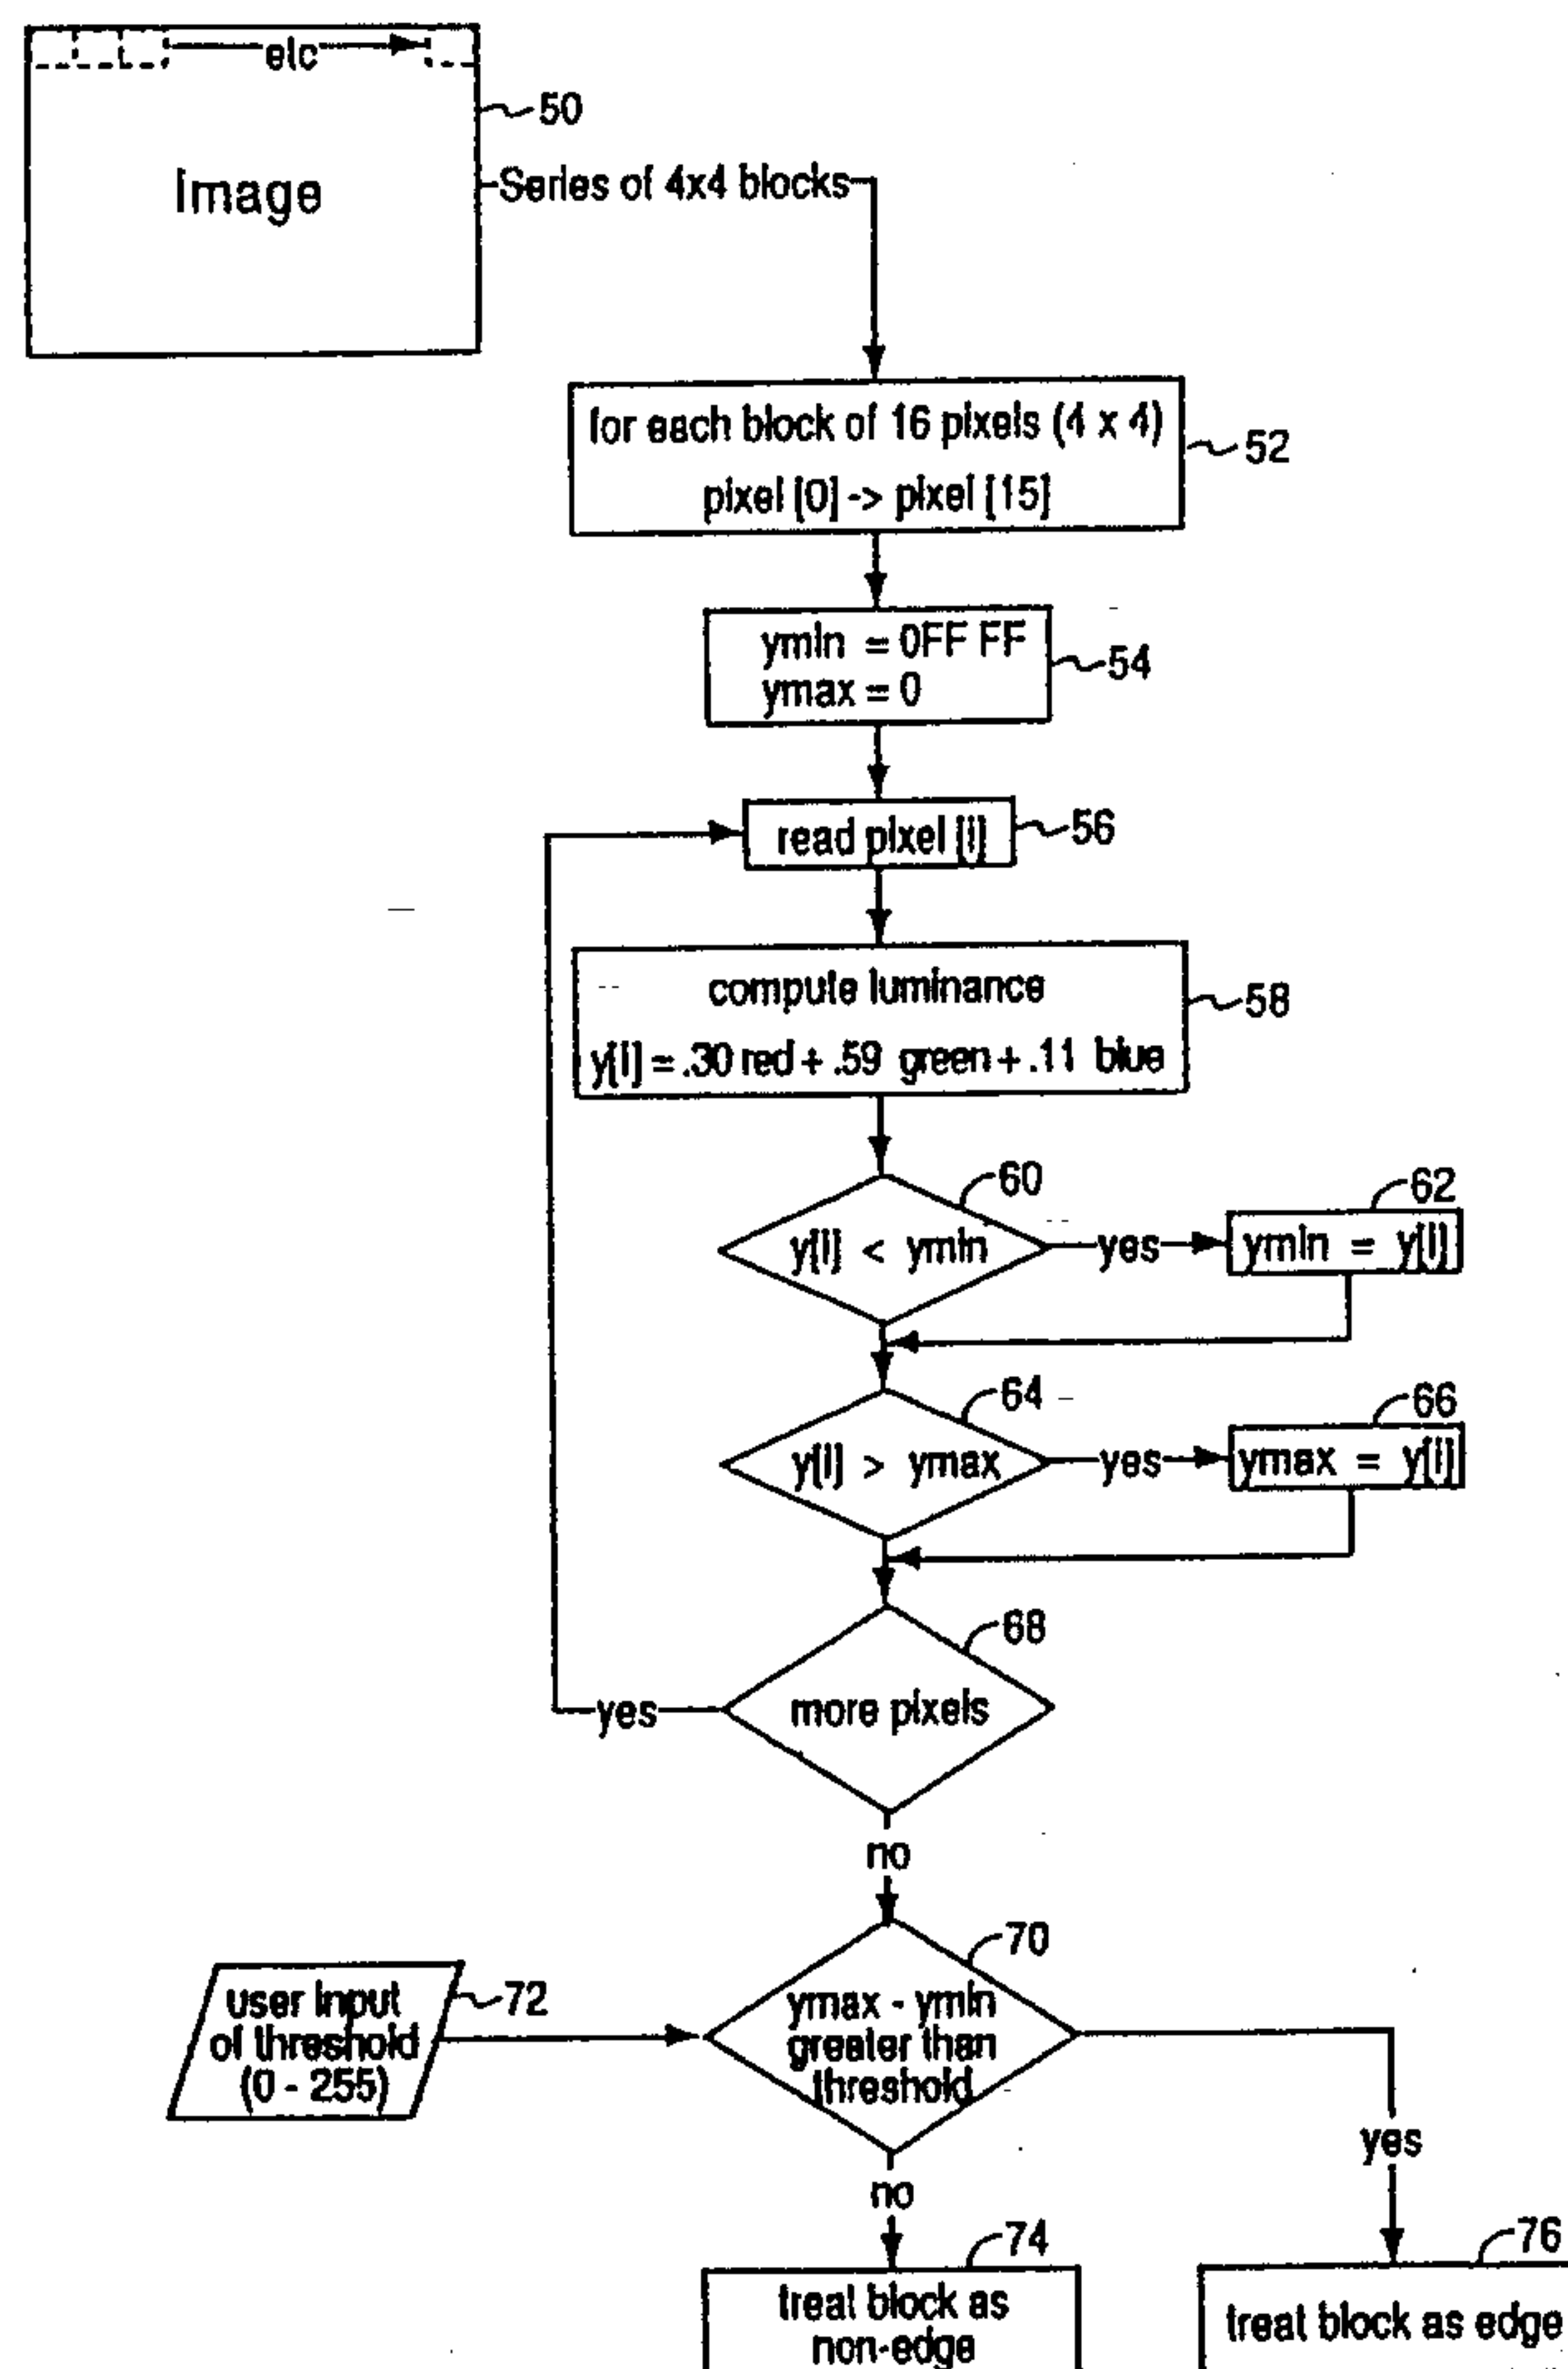 etc
50
Image
Series of 4x4 blocks
for each block of 16 pixels (4 x 4)
pixel [0] -> pixel [15]
52
ymin = 0FF FF
ymax = 0
54
read pixel [i]
56
compute luminance
y[i] = .30 red + .59 green + .11 blue
58
60
y[i] < ymin
yes
62
ymin = y[i]
64
y[i] > ymax
yes
66
ymax = y[i]
68
more pixels
yes
no
70
ymax - ymin
greater than
threshold
72
user input
of threshold
(0 - 255)
yes
no
74
treat block as
non-edge
76
treat block as edge